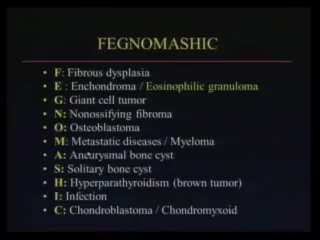 FEGNOMASHIC
• F: Fibrous dysplasia
• E : Enchondroma / Eosinophilic granuloma
• G: Giant cell tumor
• N: Nonossifying fibroma
• O: Osteoblastoma
• M: Metastatic diseases / Myeloma
• A: Aneurysmal bone cyst
• S: Solitary bone cyst
• H: Hyperparathyroidism (brown tumor)
• I: Infection
• C: Chondroblastoma / Chondromyxoid